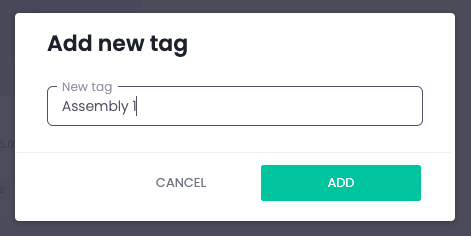 Add new tag
New tag
Assembly 1
CANCEL
ADD